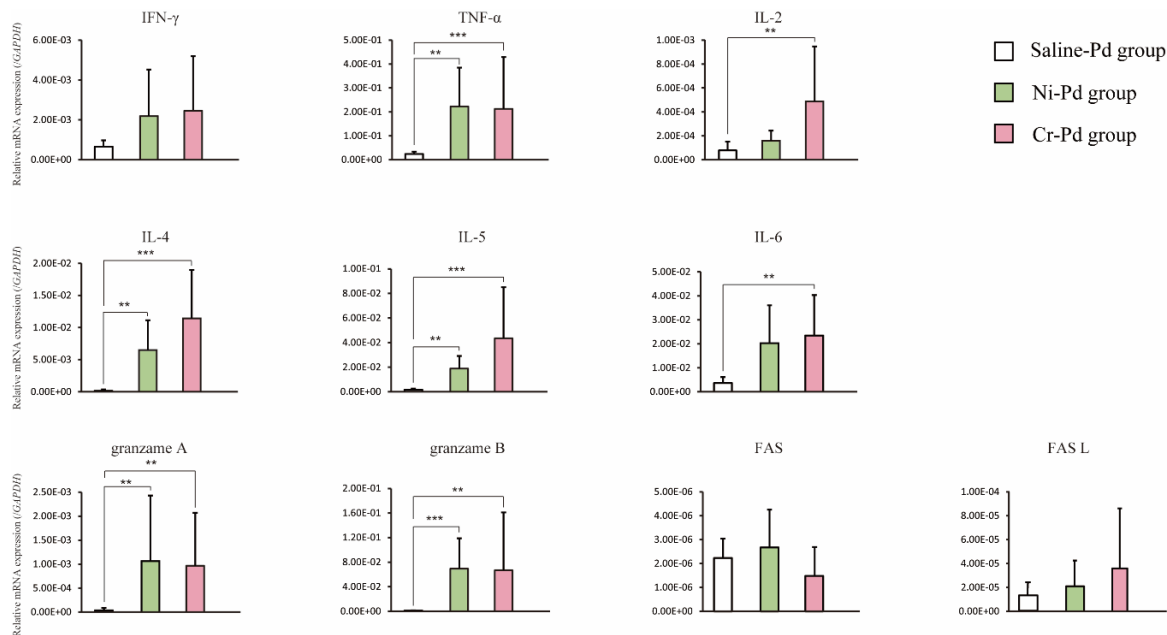 IFN-γ
TNF-α
IL-2
Relative mRNA expression (/GAPDH)
6.00E-03
4.00E-03
2.00E-03
0.00E+00
5.00E-01
4.00E-01
3.00E-01
2.00E-01
1.00E-01
0.00E+00
**
***
1.00E-03
8.00E-04
6.00E-04
4.00E-04
2.00E-04
0.00E+00
**
Saline-Pd group
Ni-Pd group
Cr-Pd group
IL-4
IL-5
IL-6
Relative mRNA expression (/GAPDH)
2.00E-02
1.50E-02
1.00E-02
5.00E-03
0.00E+00
***
**
1.00E-01
8.00E-02
6.00E-02
4.00E-02
2.00E-02
0.00E+00
***
**
5.00E-02
4.00E-02
3.00E-02
2.00E-02
1.00E-02
0.00E+00
**
granzame A
granzame B
FAS
FAS L
Relative mRNA expression (/GAPDH)
2.50E-03
2.00E-03
1.50E-03
1.00E-03
5.00E-04
0.00E+00
**
**
2.00E-01
1.60E-01
1.20E-01
8.00E-02
4.00E-02
0.00E+00
**
***
5.00E-06
4.00E-06
3.00E-06
2.00E-06
1.00E-06
0.00E+00
1.00E-04
8.00E-05
6.00E-05
4.00E-05
2.00E-05
0.00E+00